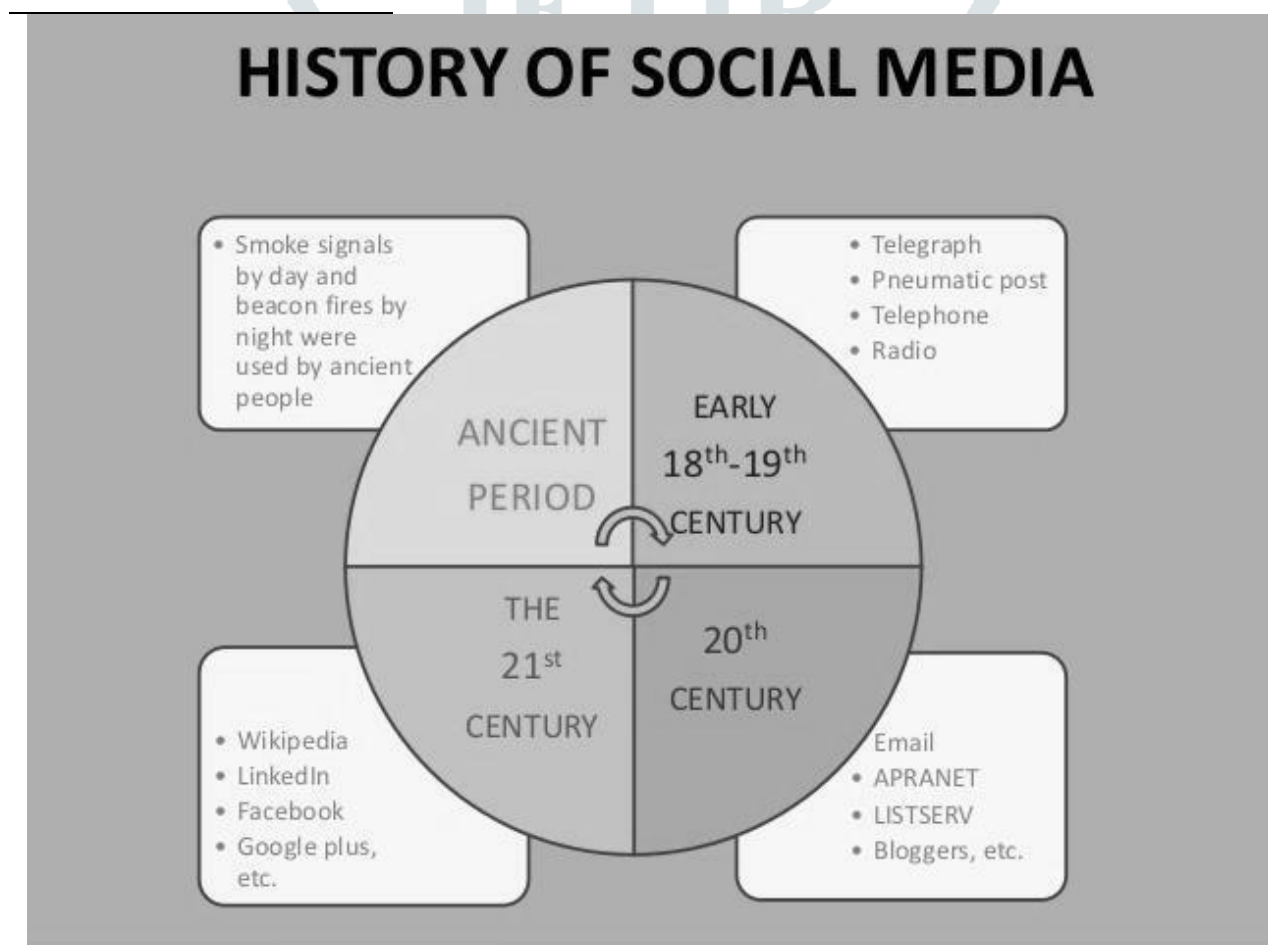 HISTORY OF SOCIAL MEDIA
• Smoke signals
by day and
beacon fires by
night were
used by ancient
people
• Telegraph
• Pneumatic post
• Telephone
• Radio
ANCIENT
PERIOD
EARLY
18th-19th
CENTURY
THE
21st
CENTURY
20th
CENTURY
• Wikipedia
• LinkedIn
• Facebook
• Google plus,
etc.
Email
• APRANET
• LISTSERV
• Bloggers, etc.